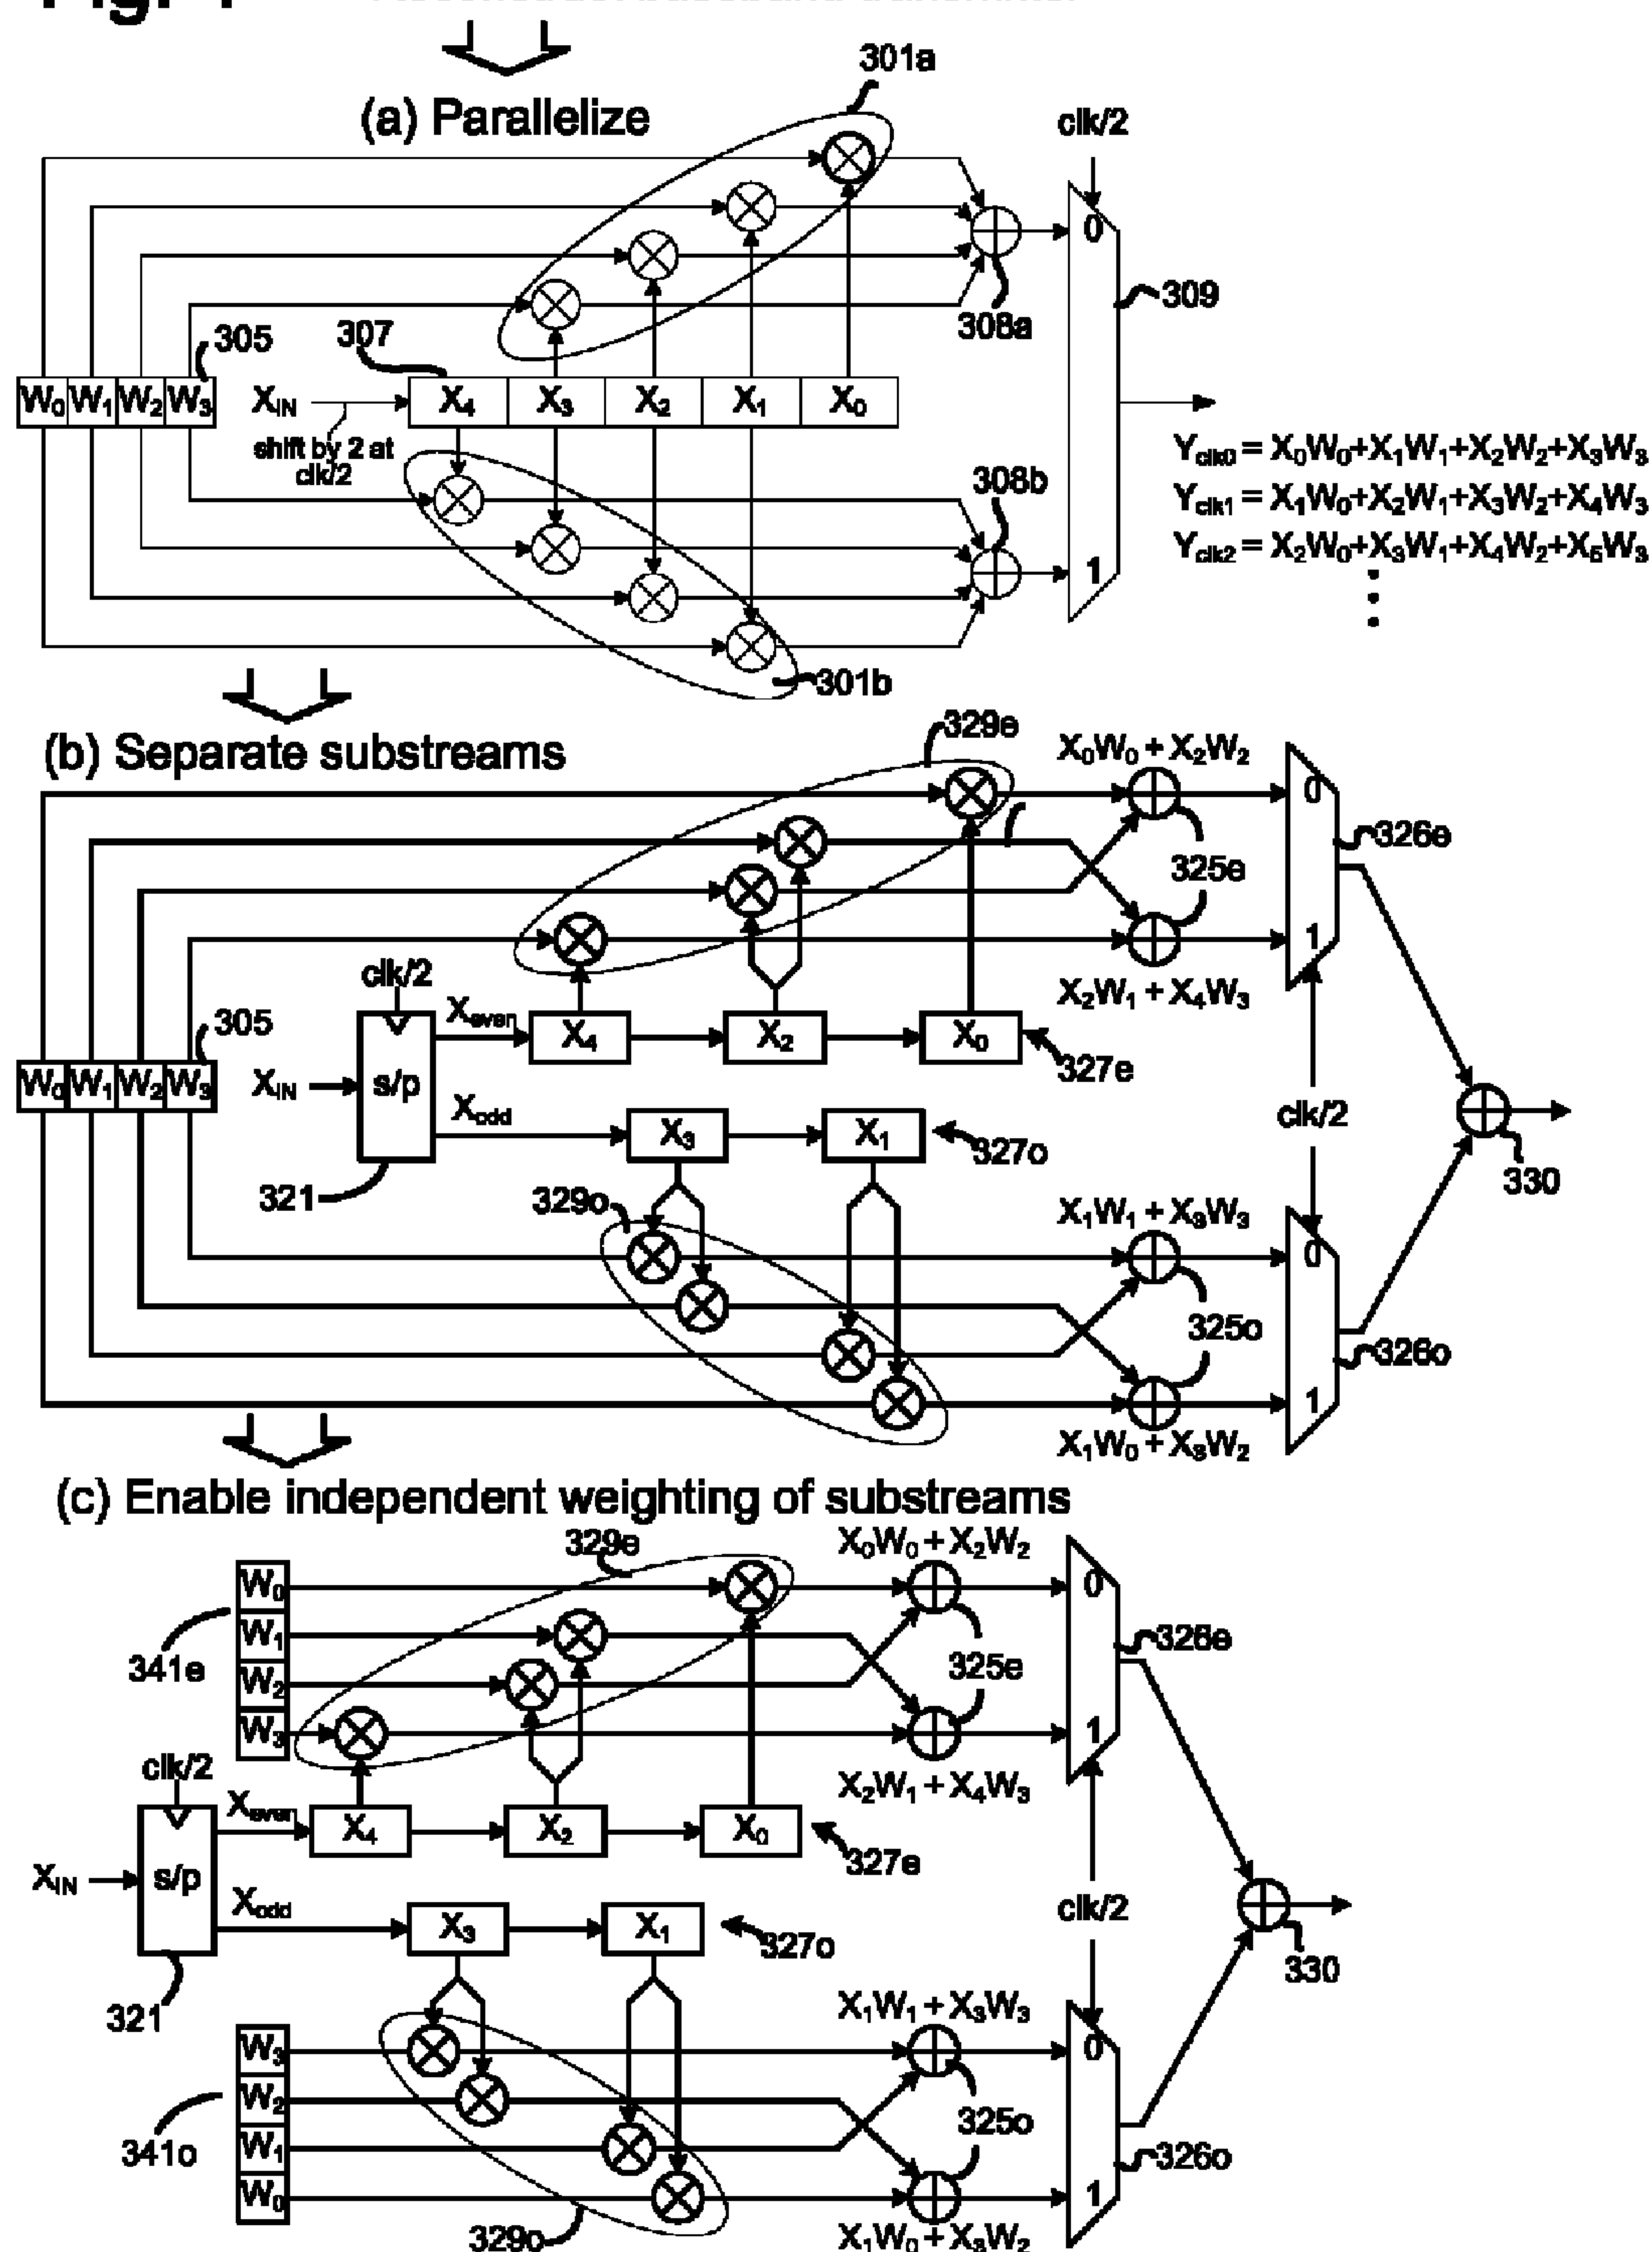 (a) Parallelize
301a
clk/2
0
309
308a
305
307
W0 W1 W2 W3
XIN
X4 X3 X2 X1 X0
shift by 2 at
clk/2
Yclk0 = X0W0+X1W1+X2W2+X3W3
308b
Yclk1 = X1W0+X2W1+X3W2+X4W3
Yclk2 = X2W0+X3W1+X4W2+X5W3
1
301b
(b) Separate substreams
329e
X0W0 + X2W2
0
326e
325e
1
clk/2
X2W1 + X4W3
305
Xeven
X4 X2 X0
327e
W0 W1 W2 W3
XIN
s/p
clk/2
Xodd
X3 X1
327o
321
330
329o
X1W1 + X3W3
0
325o
326o
1
X1W0 + X3W2
(c) Enable independent weighting of substreams
329e
X0W0 + X2W2
W0
0
W1
341e
326e
325e
W2
W3
1
clk/2
X2W1 + X4W3
Xeven
X4 X2 X0
327e
XIN
s/p
clk/2
Xodd
X3 X1
327o
330
321
X1W1 + X3W3
W3
0
W2
325o
341o
W1
326o
W0
1
329o
X1W0 + X3W2